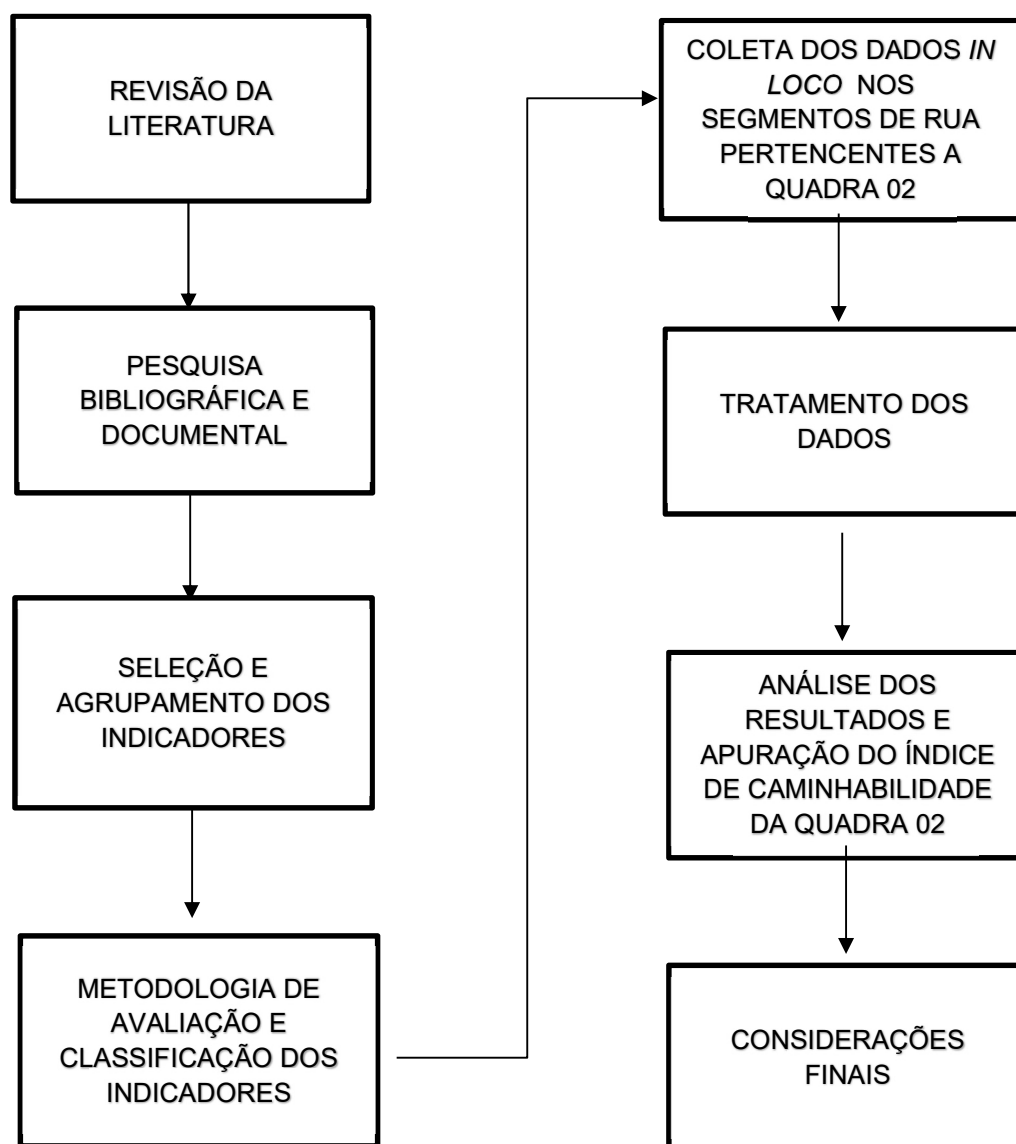 REVISÃO DA
LITERATURA
PESQUISA
BIBLIOGRÁFICA E
DOCUMENTAL
SELEÇÃO E
AGRUPAMENTO DOS
INDICADORES
METODOLOGIA DE
AVALIAÇÃO E
CLASSIFICAÇÃO DOS
INDICADORES
COLETA DOS DADOS IN
LOCO NOS
SEGMENTOS DE RUA
PERTENCENTES A
QUADRA 02
TRATAMENTO DOS
DADOS
ANÁLISE DOS
RESULTADOS E
APURAÇÃO DO ÍNDICE
DE CAMINHABILIDADE
DA QUADRA 02
CONSIDERAÇÕES
FINAIS